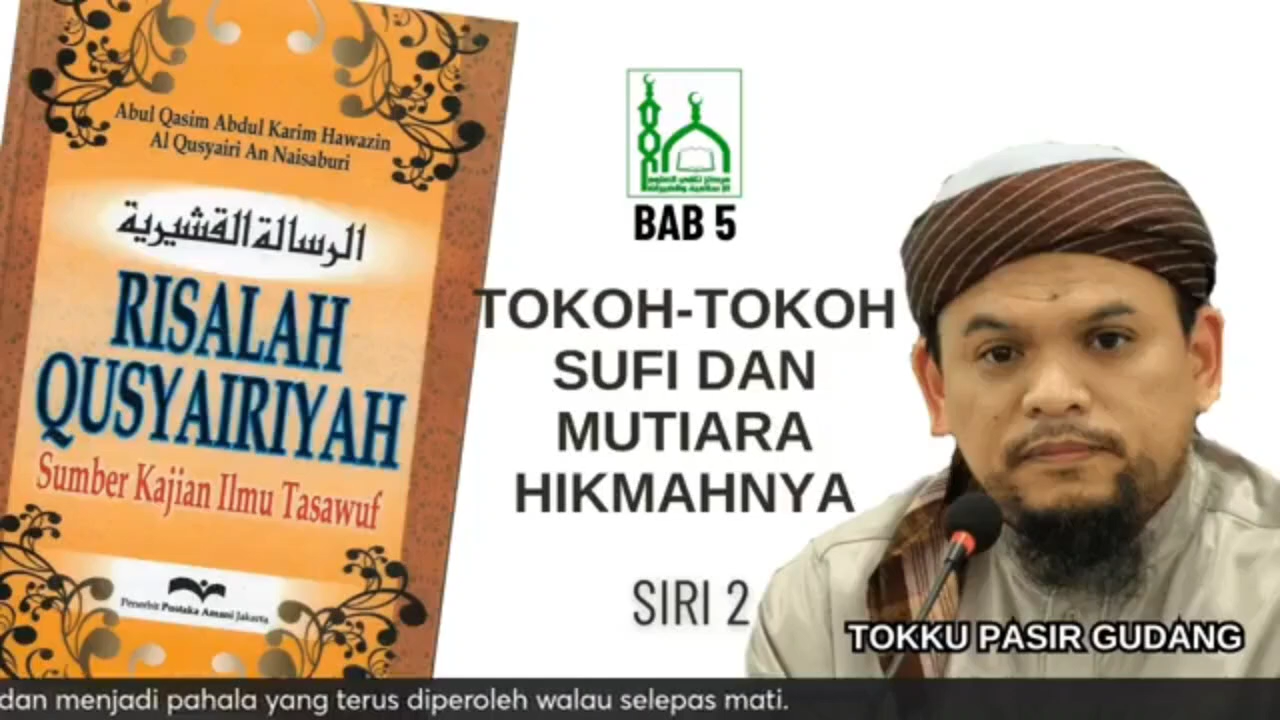 Abul Qasim Abdul Karim Hawazin
Al Qusyairi An Naisaburi
الرسالة القشيرية
RISALAH
QUSYAIRIYAH
Sumber Kajian Ilmu Tasawuf
Penerbit Pustaka Amani Jakarta
BAB 5
TOKOH-TOKOH
SUFI DAN
MUTIARA
HIKMAHNYA
SIRI 2
TOKKU PASIR GUDANG
dan menjadi pahala yang terus diperoleh walau selepas mati.